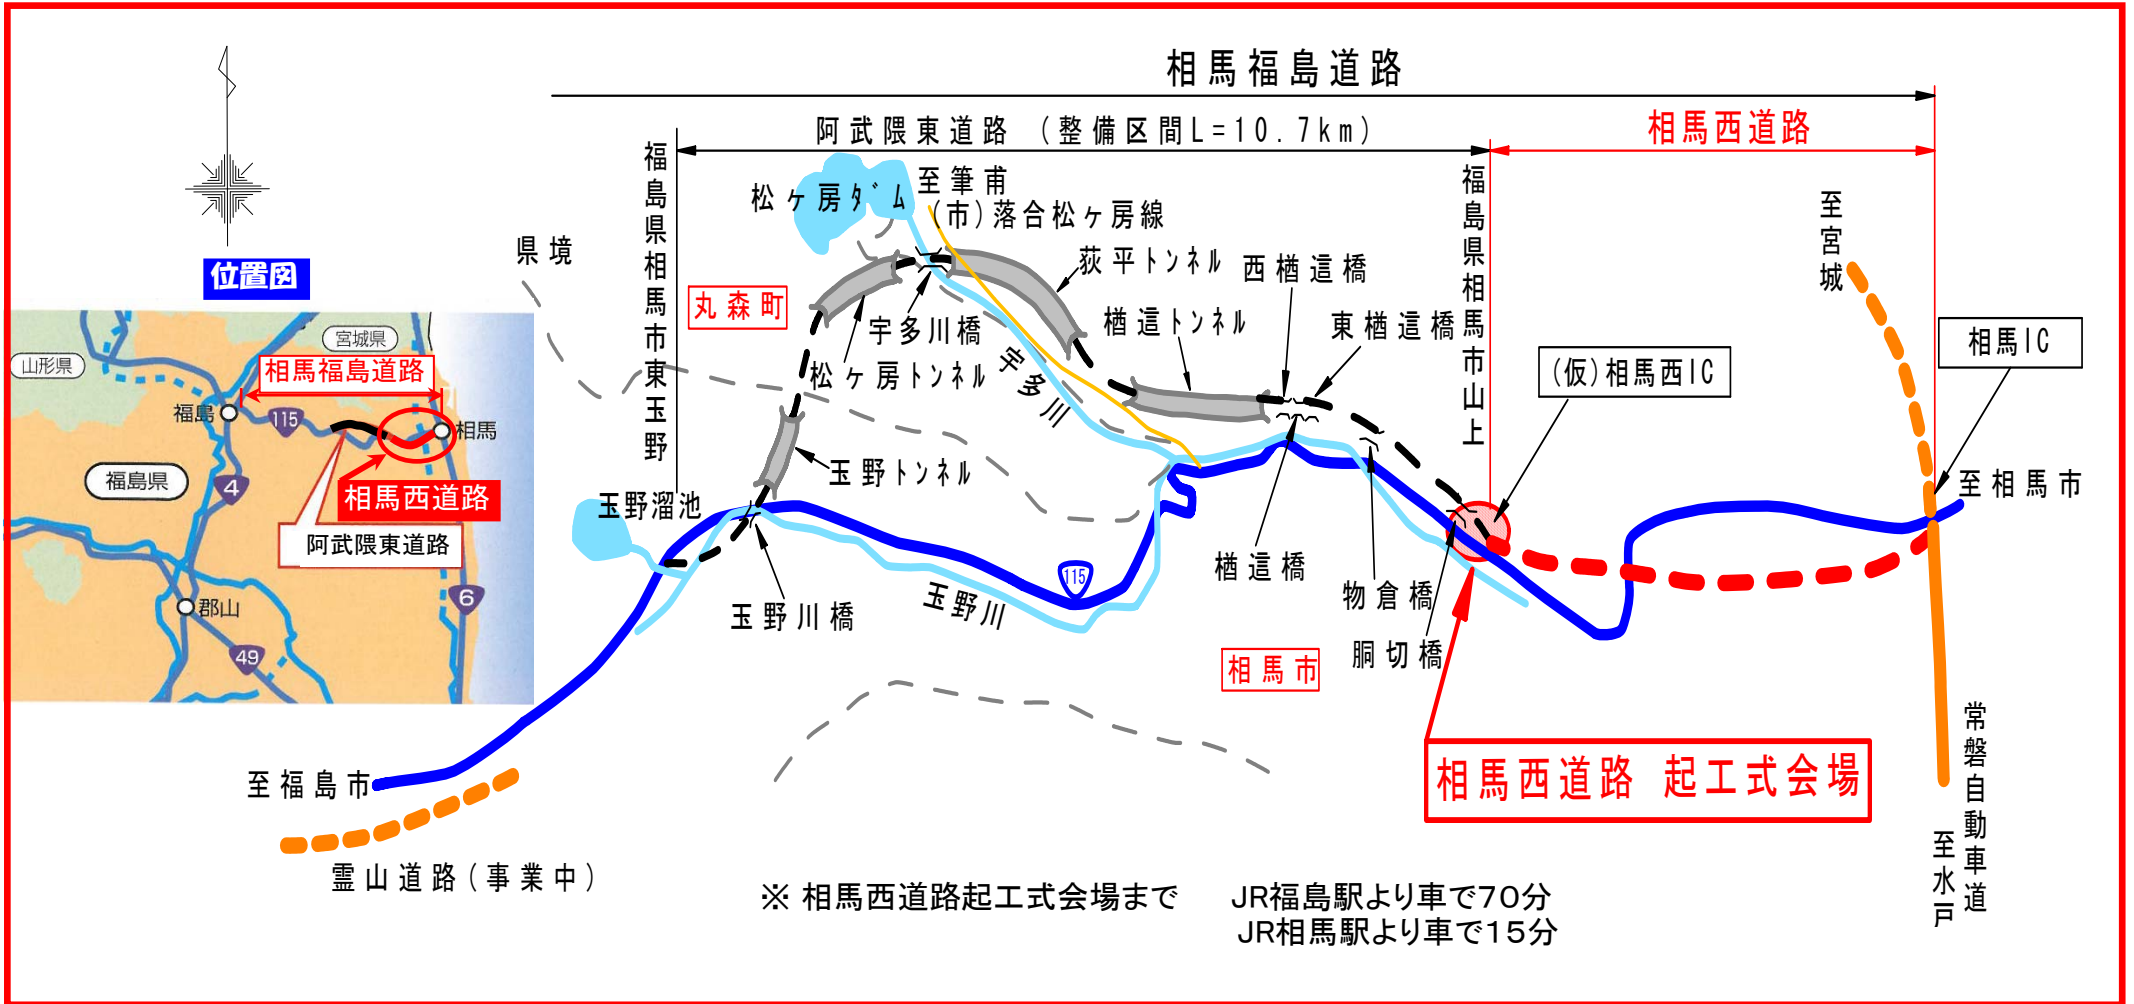 相馬福島道路
阿武隈東道路 (整備区間L=10.7km)
相馬西道路
福島県相馬市東玉野
福島県相馬市山上
松ヶ房ダム
至筆甫
(市)落合松ヶ房線
県境
位置図
丸森町
荻平トンネル
西楢這橋
楢這トンネル
東楢這橋
宇多川橋
松ヶ房トンネル
宇多川
至宮城
相馬IC
(仮)相馬西IC
山形県
宮城県
相馬福島道路
福島
115
相馬
福島県
4
相馬西道路
阿武隈東道路
6
郡山
49
玉野トンネル
玉野溜池
至相馬市
玉野川橋
玉野川
115
楢這橋
物倉橋
胴切橋
相馬市
相馬西道路 起工式会場
至福島市
霊山道路(事業中)
常磐自動車道
至水戸
※ 相馬西道路起工式会場まで JR福島駅より車で70分
JR相馬駅より車で15分